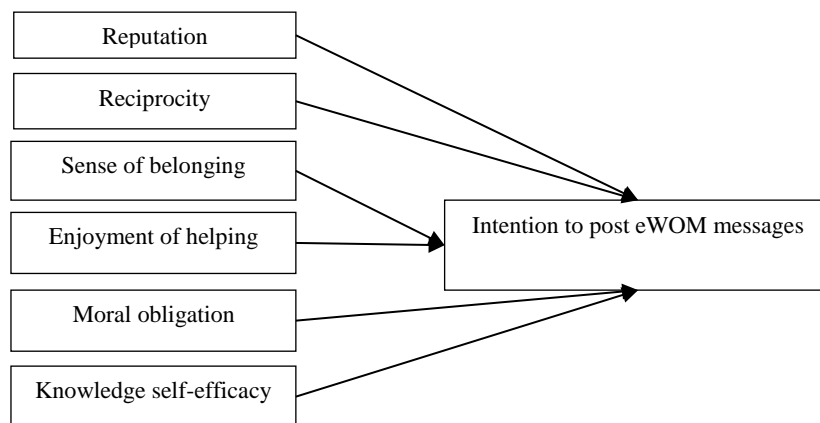 Reputation
Reciprocity
Sense of belonging
Intention to post eWOM messages
Enjoyment of helping
Moral obligation
Knowledge self-efficacy